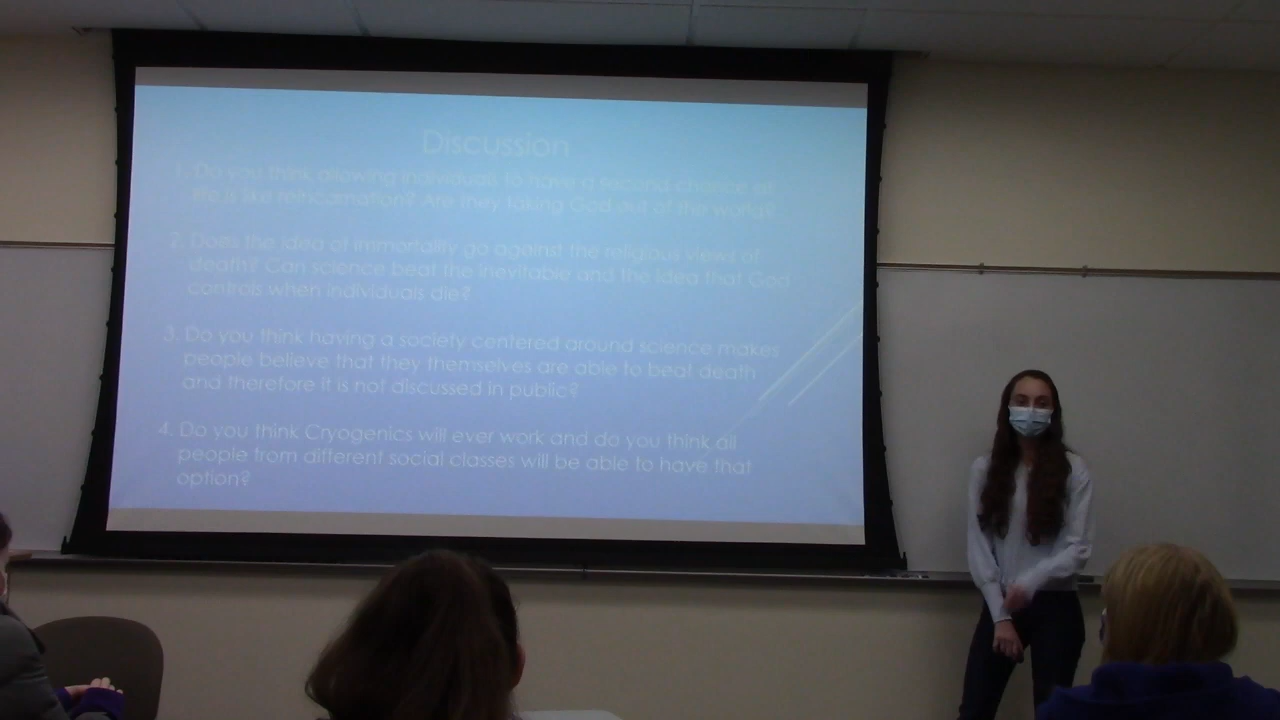 Discussion
1. Do you think allowing individuals to have a second chance at
life is like reincarnation? Are they taking God out of this world?
2. Does the idea of immortality go against the religious views of
death? Can science beat the inevitable and the idea that God
controls when individuals die?
3. Do you think having a society centered around science makes
people believe that they themselves are able to beat death
and therefore it is not discussed in public?
4. Do you think Cryogenics will ever work and do you think all
people from different social classes will be able to have that
option?